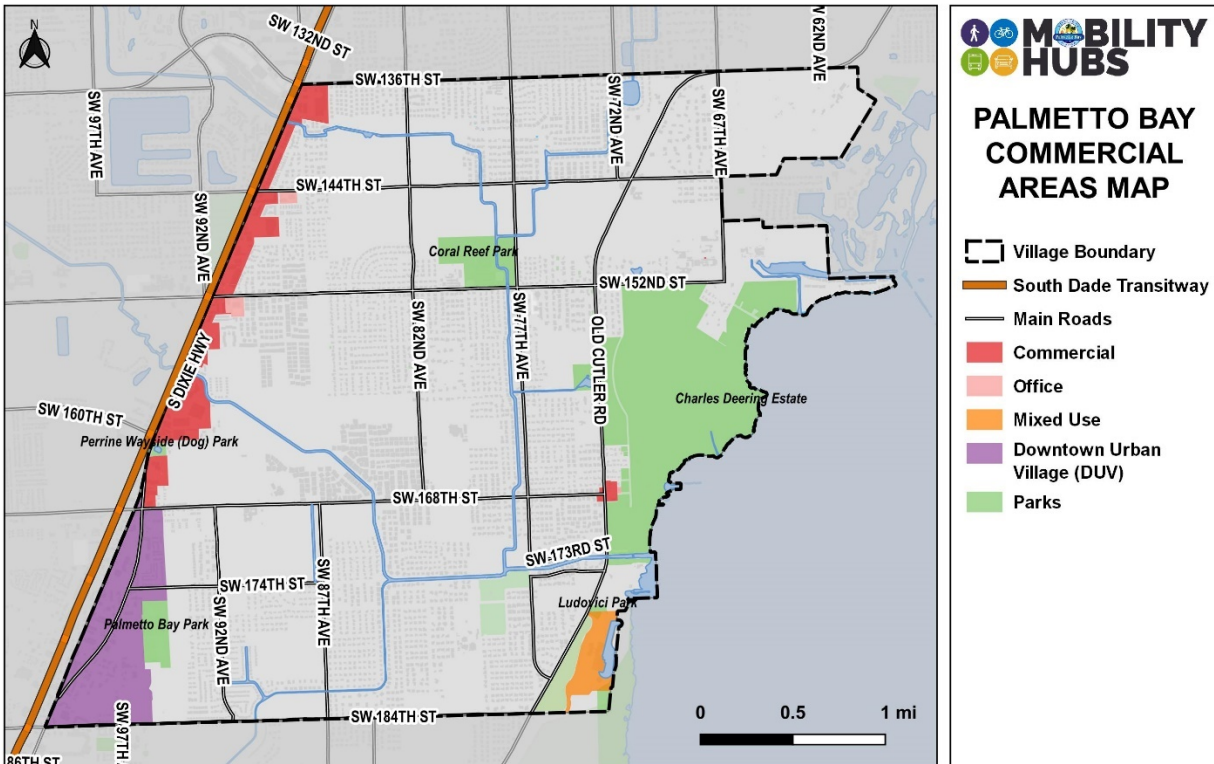 N
SW 132ND ST
SW 62ND AVE
SW 136TH ST
SW 97TH AVE
SW 72ND AVE
SW 67TH AVE
SW 144TH ST
SW 92ND AVE
Coral Reef Park
SW 152ND ST
SW 82ND AVE
SW 77TH AVE
OLD CUTLER RD
S DIXIE HWY
Charles Deering Estate
SW 160TH ST
Perrine Wayside (Dog) Park
SW 168TH ST
SW 173RD ST
SW 174TH ST
SW 87TH AVE
Ludovici Park
Palmetto Bay Park
SW 92ND AVE
SW 184TH ST
SW 97TH
86TH ST
0 0.5 1 mi
MOBILITY
HUBS
PALMETTO BAY
COMMERCIAL
AREAS MAP
Village Boundary
South Dade Transitway
Main Roads
Commercial
Office
Mixed Use
Downtown Urban
Village (DUV)
Parks